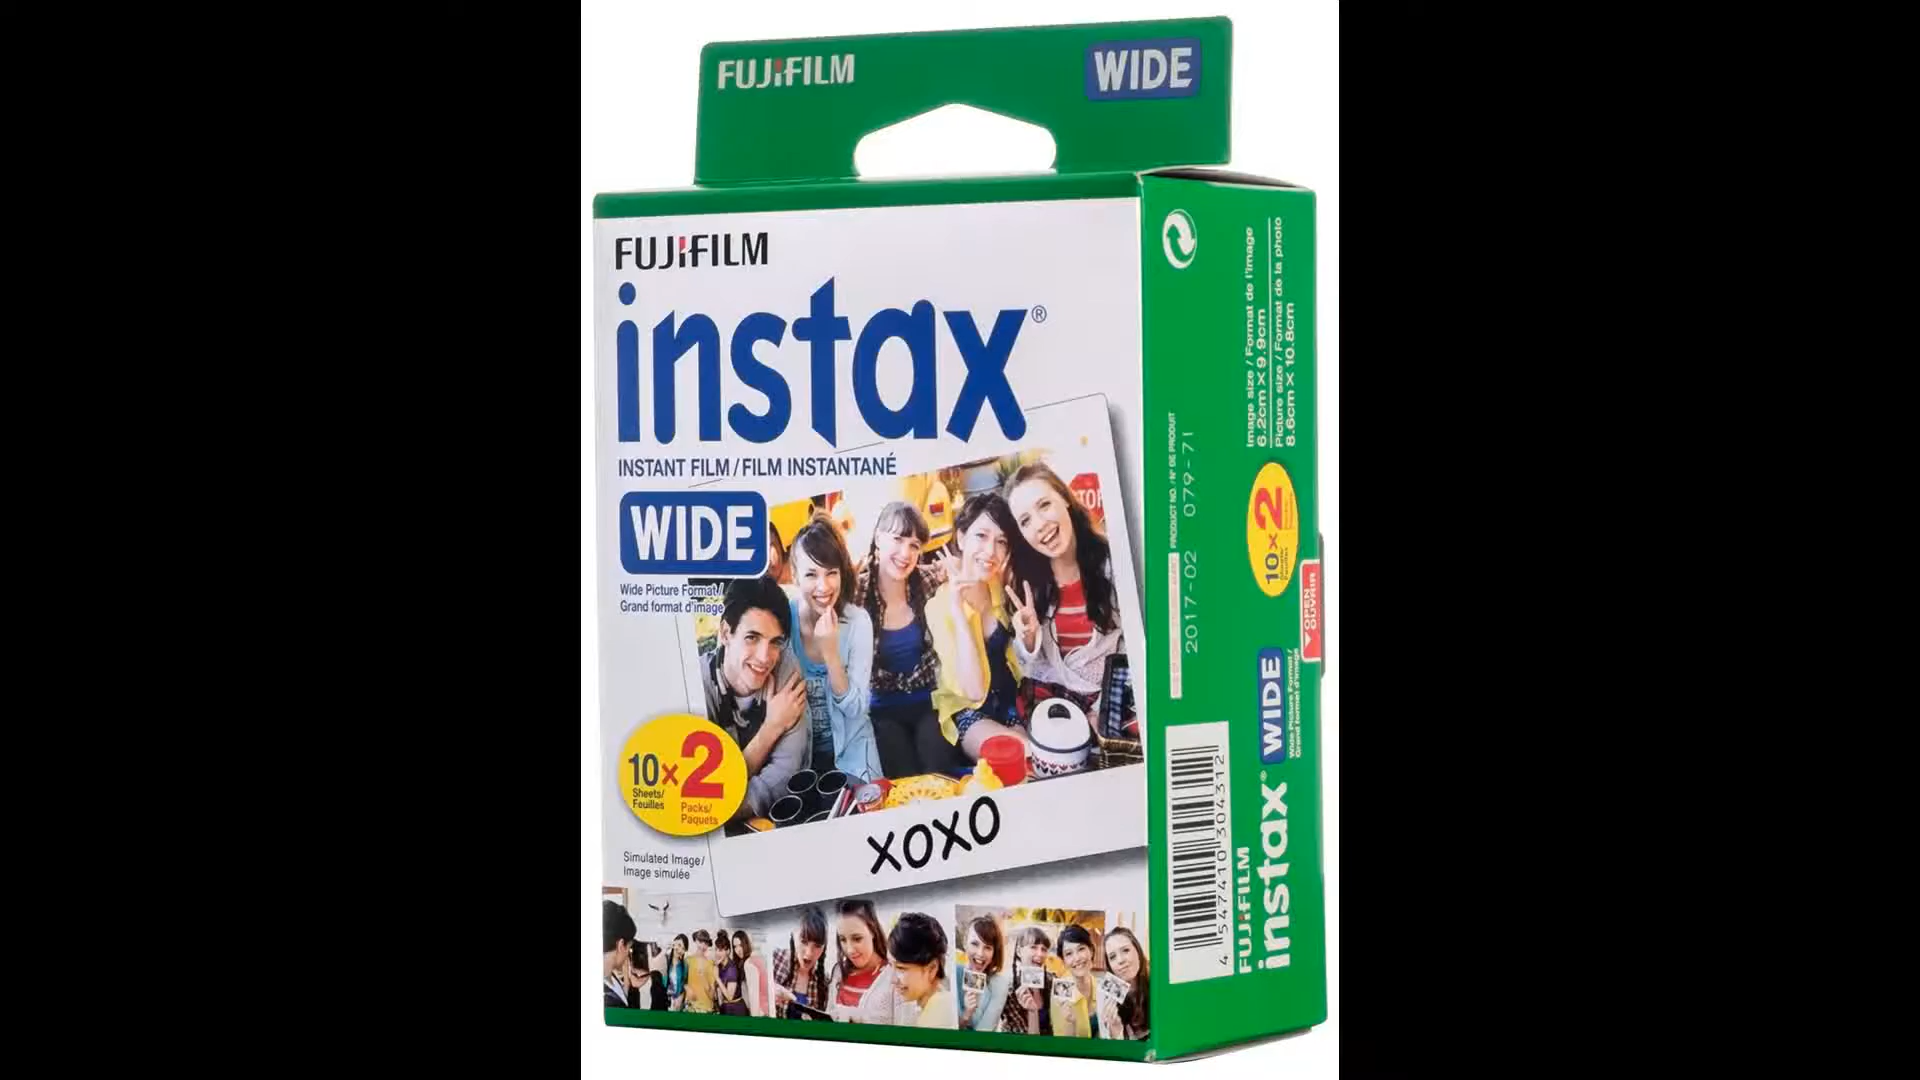 FUJIFILM
WIDE
FUJIFILM
instax®
INSTANT FILM / FILM INSTANTANÉ
WIDE
Wide Picture Format /
Grand format d'image
10×2
Sheets/
Feuilles
Packs/
Paquets
Simulated Image/
Image simulée
XOXO
STOP
Image size / Format de l'image
6.2cm X 9.9cm
Picture size / Format de la photo
8.6cm X 10.8cm
PRODUCT NO. / Nº DE PRODUIT
2017-02 079-71
10×2
OPEN
OUVRIR
WIDE
Wide Picture Format /
Grand format d'image
FUJIFILM
instax®
4 547410 304312